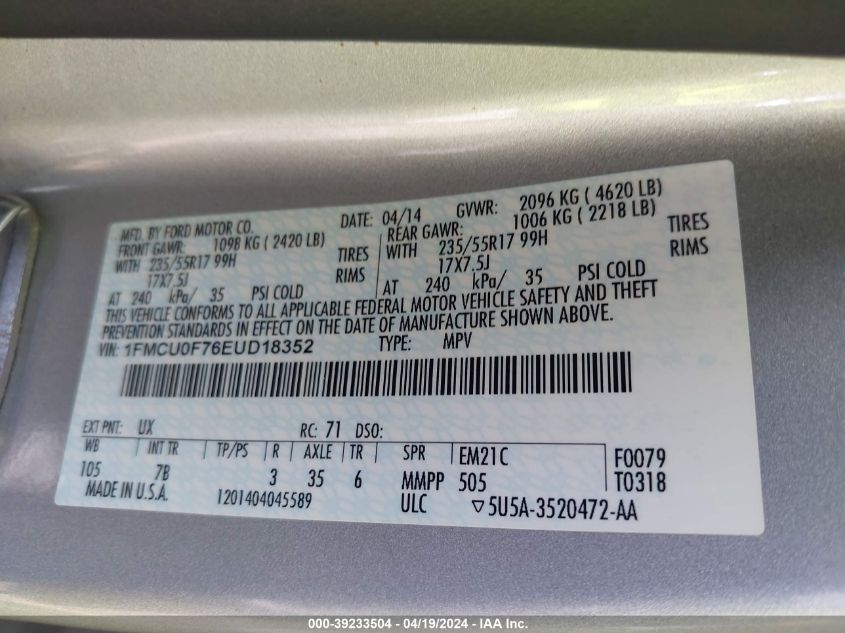 MFD. BY FORD MOTOR CO. DATE: 04/14 GVWR: 2096 KG ( 4620 LB)
FRONT GAWR: 1098 KG ( 2420 LB) REAR GAWR: 1006 KG ( 2218 LB)
WITH 235/55R17 99H TIRES WITH 235/55R17 99H TIRES
17X7.5J RIMS 17X7.5J RIMS
AT 240 kPa/ 35 PSI COLD AT 240 kPa/ 35 PSI COLD
THIS VEHICLE CONFORMS TO ALL APPLICABLE FEDERAL MOTOR VEHICLE SAFETY AND THEFT
PREVENTION STANDARDS IN EFFECT ON THE DATE OF MANUFACTURE SHOWN ABOVE.
VIN: 1FMCU0F76EUD18352 TYPE: MPV
EXT PNT: UX RC: 71 DSO:
WB INT TR TP/PS R AXLE TR SPR EM21C F0079
105 7B 3 35 6 MMPP 505 T0318
MADE IN U.S.A. 1201404045589 ULC ▽5U5A-3520472-AA
000-39233504 - 04/19/2024 - IAA Inc.